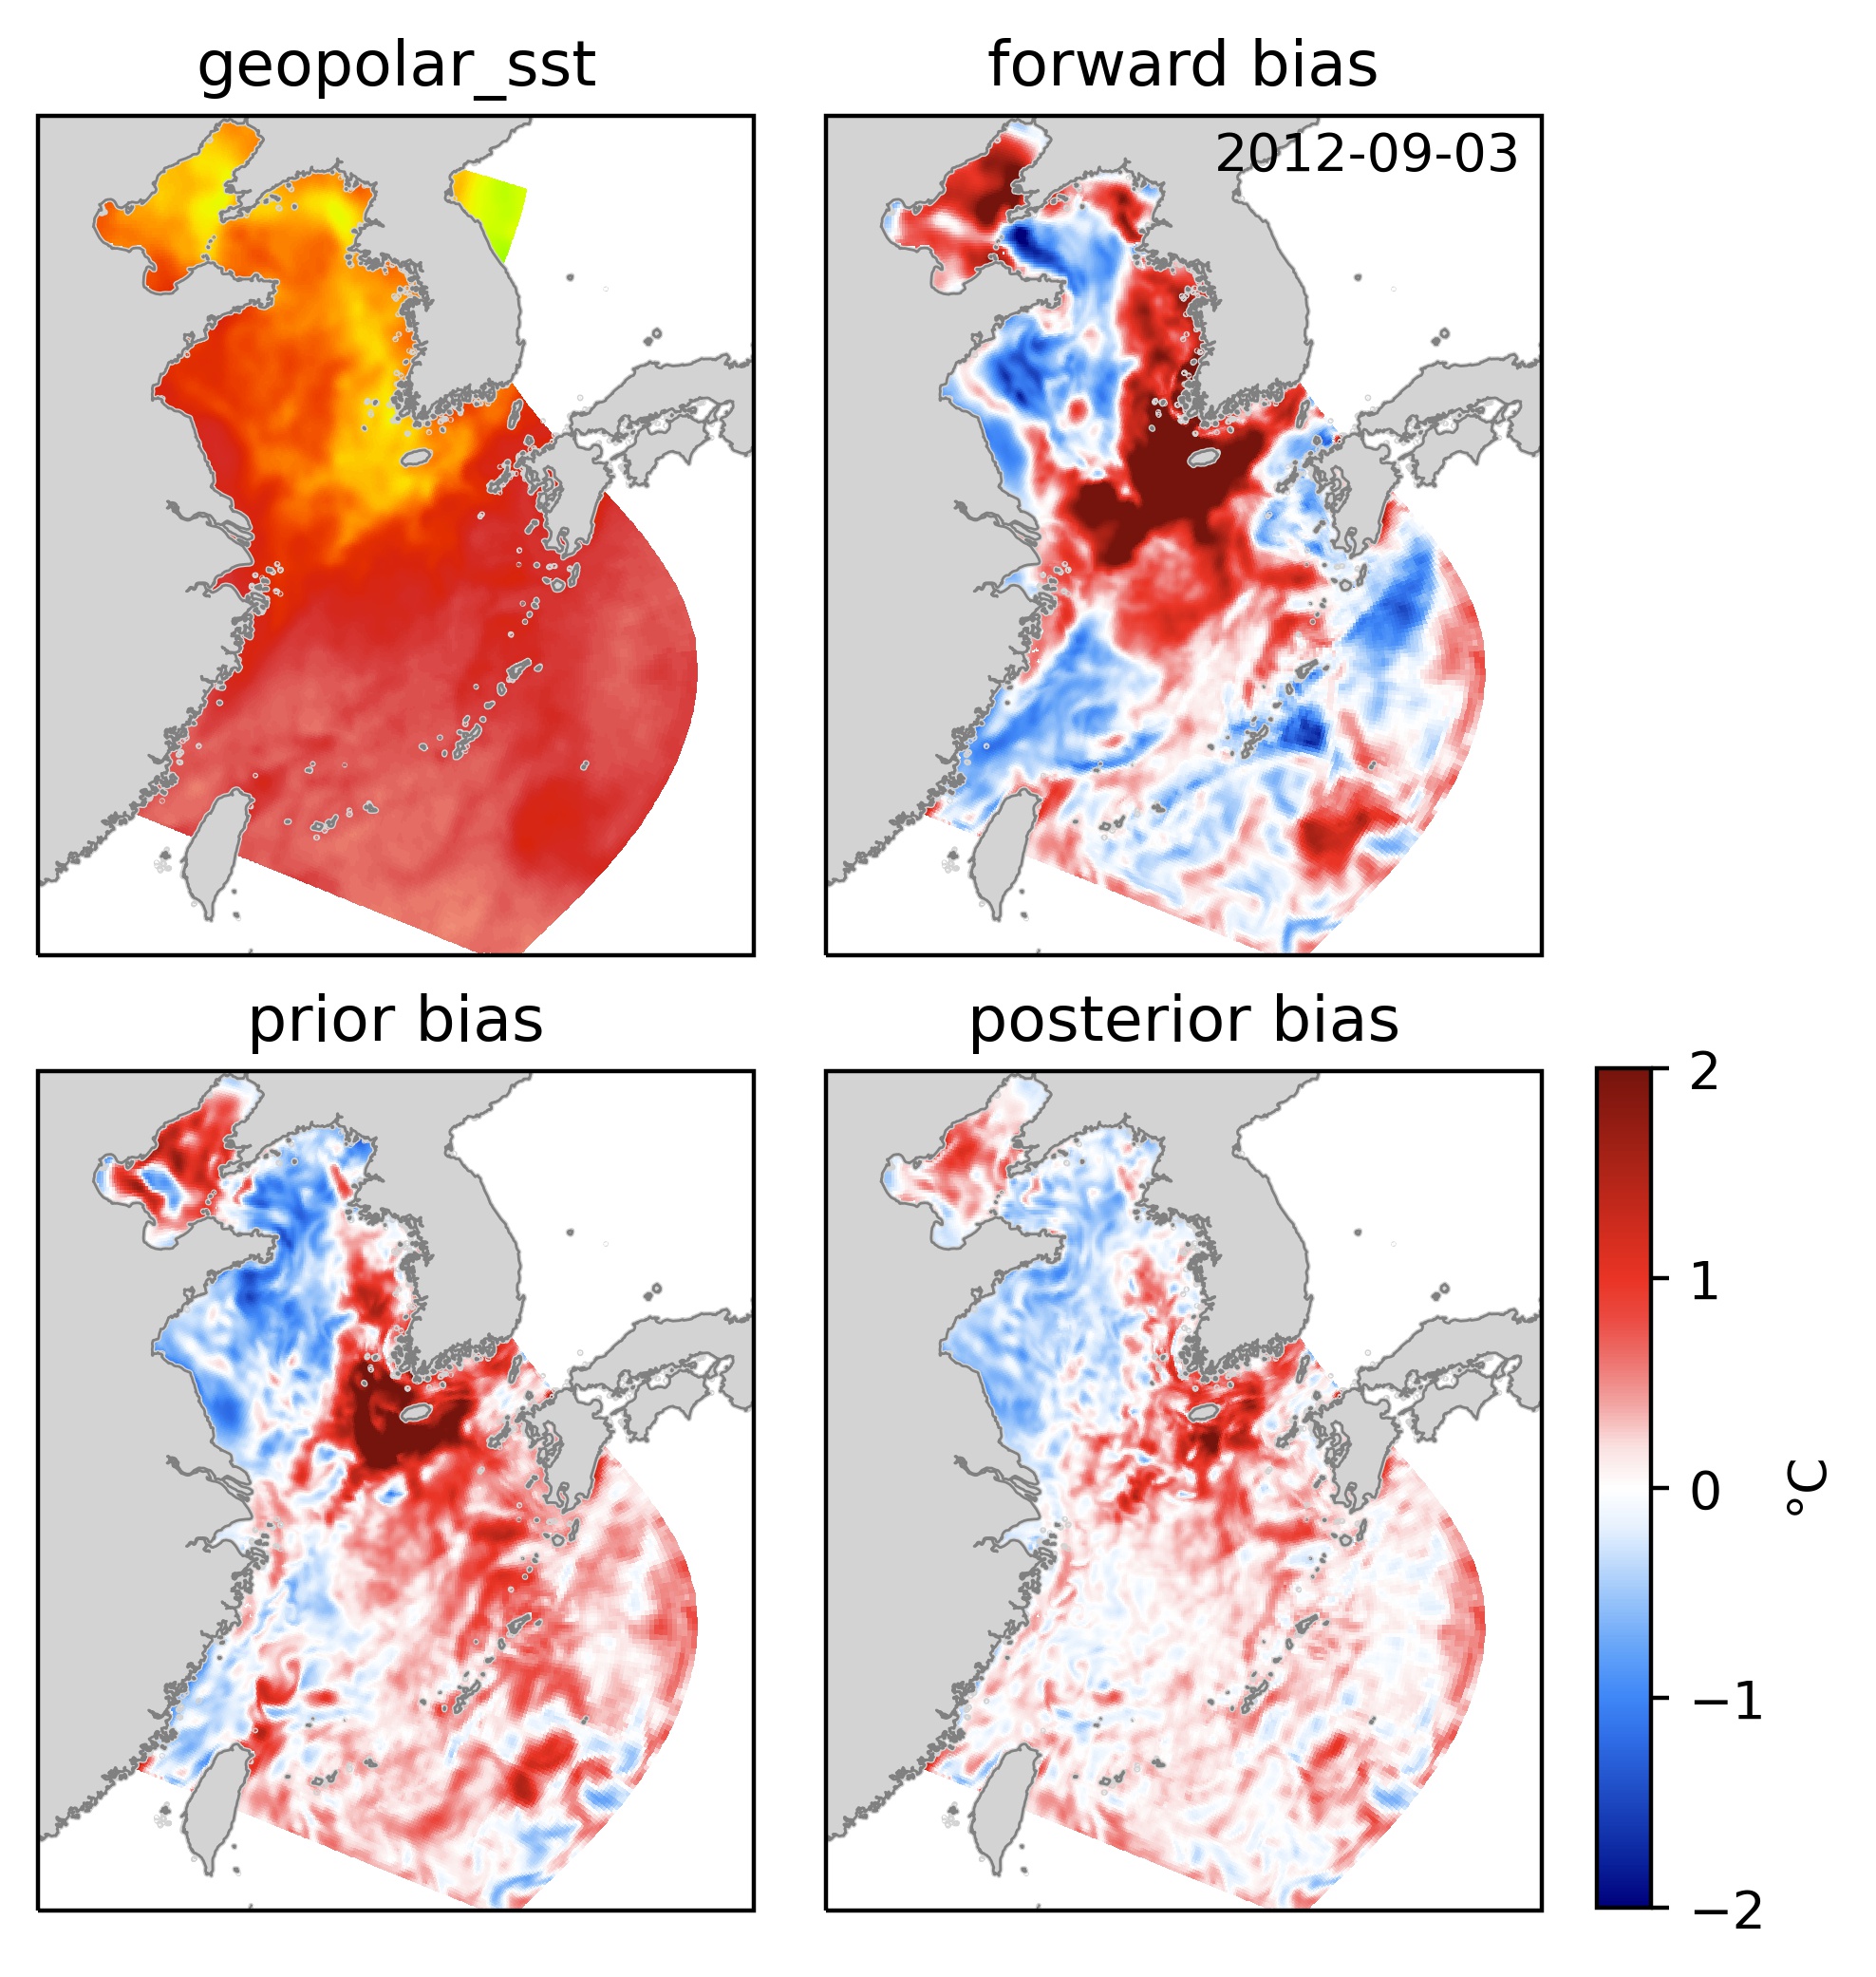 geopolar_sst
forward bias
2012-09-03
prior bias
posterior bias
2
1
0
−1
−2
°C